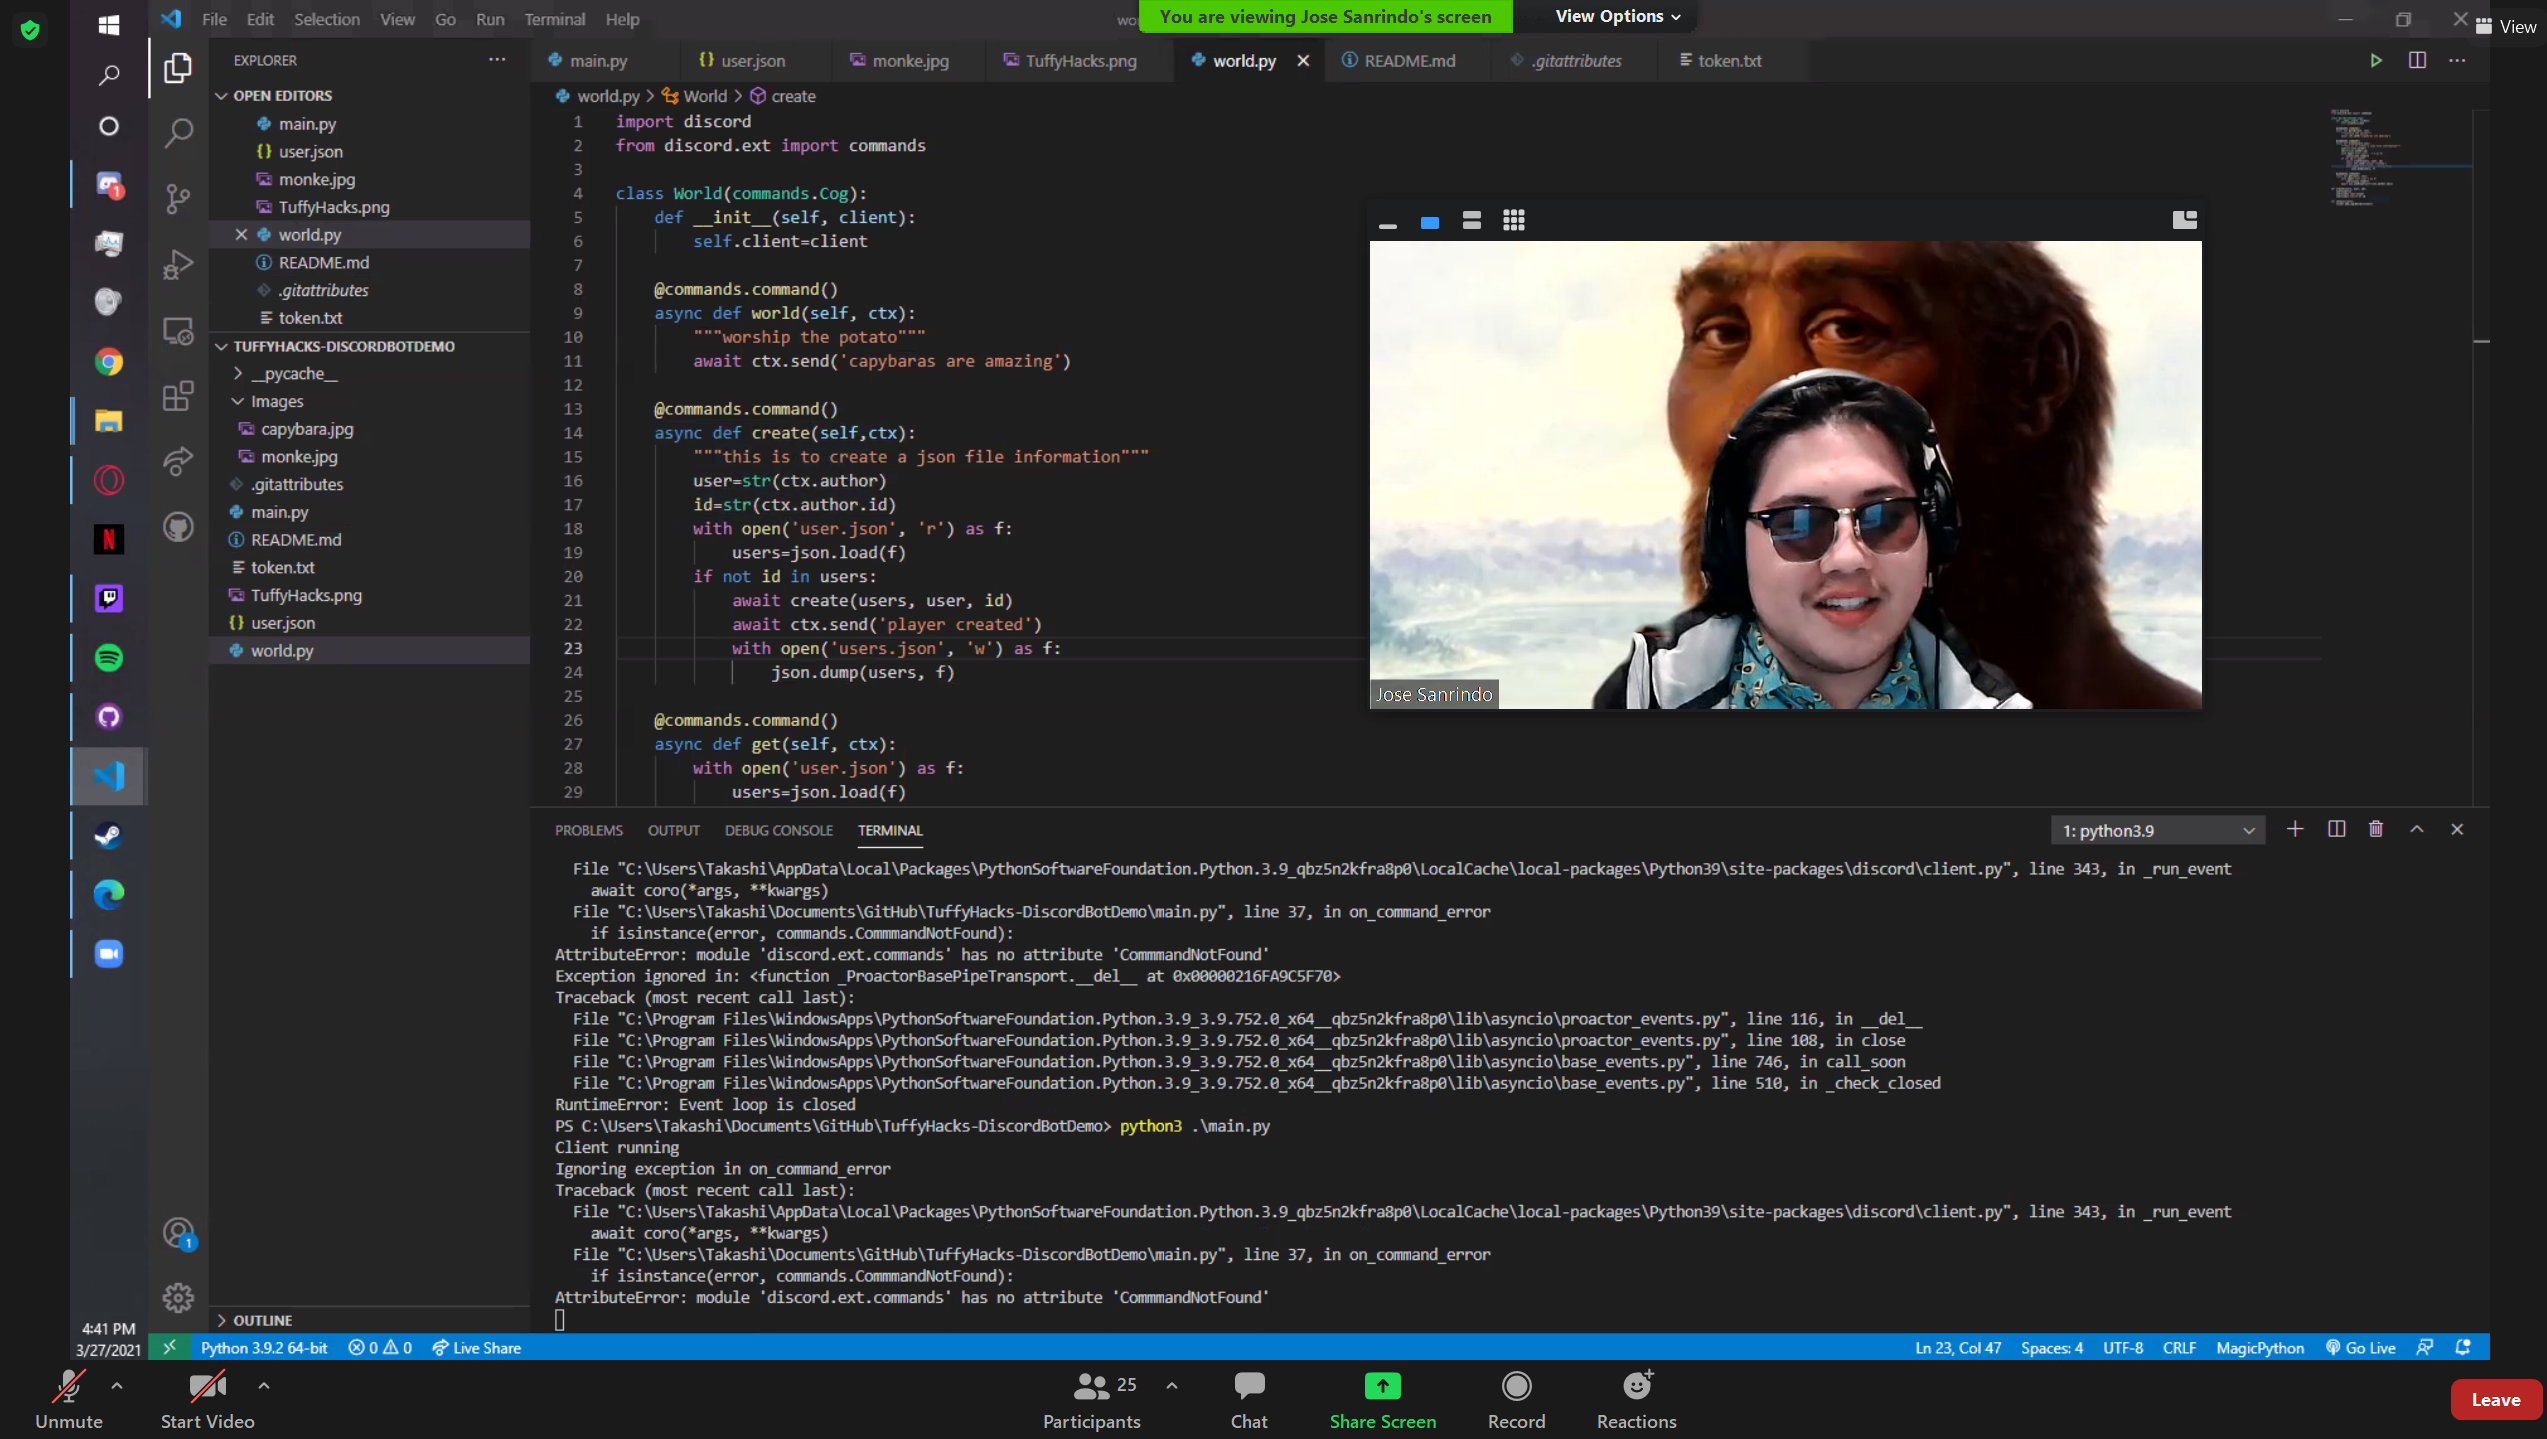 You are viewing Jose Sanrindo's screen
View Options
View
File Edit Selection View Go Run Terminal Help
EXPLORER
OPEN EDITORS
main.py
user.json
monke.jpg
TuffyHacks.png
world.py
README.md
.gitattributes
token.txt
TUFFYHACKS-DISCORDBOTDEMO
__pycache__
Images
capybara.jpg
monke.jpg
.gitattributes
main.py
README.md
token.txt
TuffyHacks.png
user.json
world.py
OUTLINE
main.py user.json monke.jpg TuffyHacks.png world.py README.md .gitattributes token.txt
world.py > World > create
1 import discord
2 from discord.ext import commands
3
4 class World(commands.Cog):
5 def __init__(self, client):
6 self.client=client
7
8 @commands.command()
9 async def world(self, ctx):
10 """worship the potato"""
11 await ctx.send('capybaras are amazing')
12
13 @commands.command()
14 async def create(self,ctx):
15 """this is to create a json file information"""
16 user=str(ctx.author)
17 id=str(ctx.author.id)
18 with open('user.json', 'r') as f:
19 users=json.load(f)
20 if not id in users:
21 await create(users, user, id)
22 await ctx.send('player created')
23 with open('users.json', 'w') as f:
24 json.dump(users, f)
25
26 @commands.command()
27 async def get(self, ctx):
28 with open('user.json') as f:
29 users=json.load(f)
Jose Sanrindo
PROBLEMS OUTPUT DEBUG CONSOLE TERMINAL
1: python3.9
File "C:\Users\Takashi\AppData\Local\Packages\PythonSoftwareFoundation.Python.3.9_qbz5n2kfra8p0\LocalCache\local-packages\Python39\site-packages\discord\client.py", line 343, in _run_event
await coro(*args, **kwargs)
File "C:\Users\Takashi\Documents\GitHub\TuffyHacks-DiscordBotDemo\main.py", line 37, in on_command_error
if isinstance(error, commands.CommmandNotFound):
AttributeError: module 'discord.ext.commands' has no attribute 'CommmandNotFound'
Exception ignored in: <function _ProactorBasePipeTransport.__del__ at 0x00000216FA9C5F70>
Traceback (most recent call last):
File "C:\Program Files\WindowsApps\PythonSoftwareFoundation.Python.3.9_3.9.752.0_x64__qbz5n2kfra8p0\lib\asyncio\proactor_events.py", line 116, in __del__
File "C:\Program Files\WindowsApps\PythonSoftwareFoundation.Python.3.9_3.9.752.0_x64__qbz5n2kfra8p0\lib\asyncio\proactor_events.py", line 108, in close
File "C:\Program Files\WindowsApps\PythonSoftwareFoundation.Python.3.9_3.9.752.0_x64__qbz5n2kfra8p0\lib\asyncio\base_events.py", line 746, in call_soon
File "C:\Program Files\WindowsApps\PythonSoftwareFoundation.Python.3.9_3.9.752.0_x64__qbz5n2kfra8p0\lib\asyncio\base_events.py", line 510, in _check_closed
RuntimeError: Event loop is closed
PS C:\Users\Takashi\Documents\GitHub\TuffyHacks-DiscordBotDemo> python3 .\main.py
Client running
Ignoring exception in on_command_error
Traceback (most recent call last):
File "C:\Users\Takashi\AppData\Local\Packages\PythonSoftwareFoundation.Python.3.9_qbz5n2kfra8p0\LocalCache\local-packages\Python39\site-packages\discord\client.py", line 343, in _run_event
await coro(*args, **kwargs)
File "C:\Users\Takashi\Documents\GitHub\TuffyHacks-DiscordBotDemo\main.py", line 37, in on_command_error
if isinstance(error, commands.CommmandNotFound):
AttributeError: module 'discord.ext.commands' has no attribute 'CommmandNotFound'
4:41 PM
3/27/2021
Python 3.9.2 64-bit 0 0 Live Share
Ln 23, Col 47 Spaces: 4 UTF-8 CRLF MagicPython Go Live
Unmute
Start Video
25
Participants
Chat
Share Screen
Record
Reactions
Leave